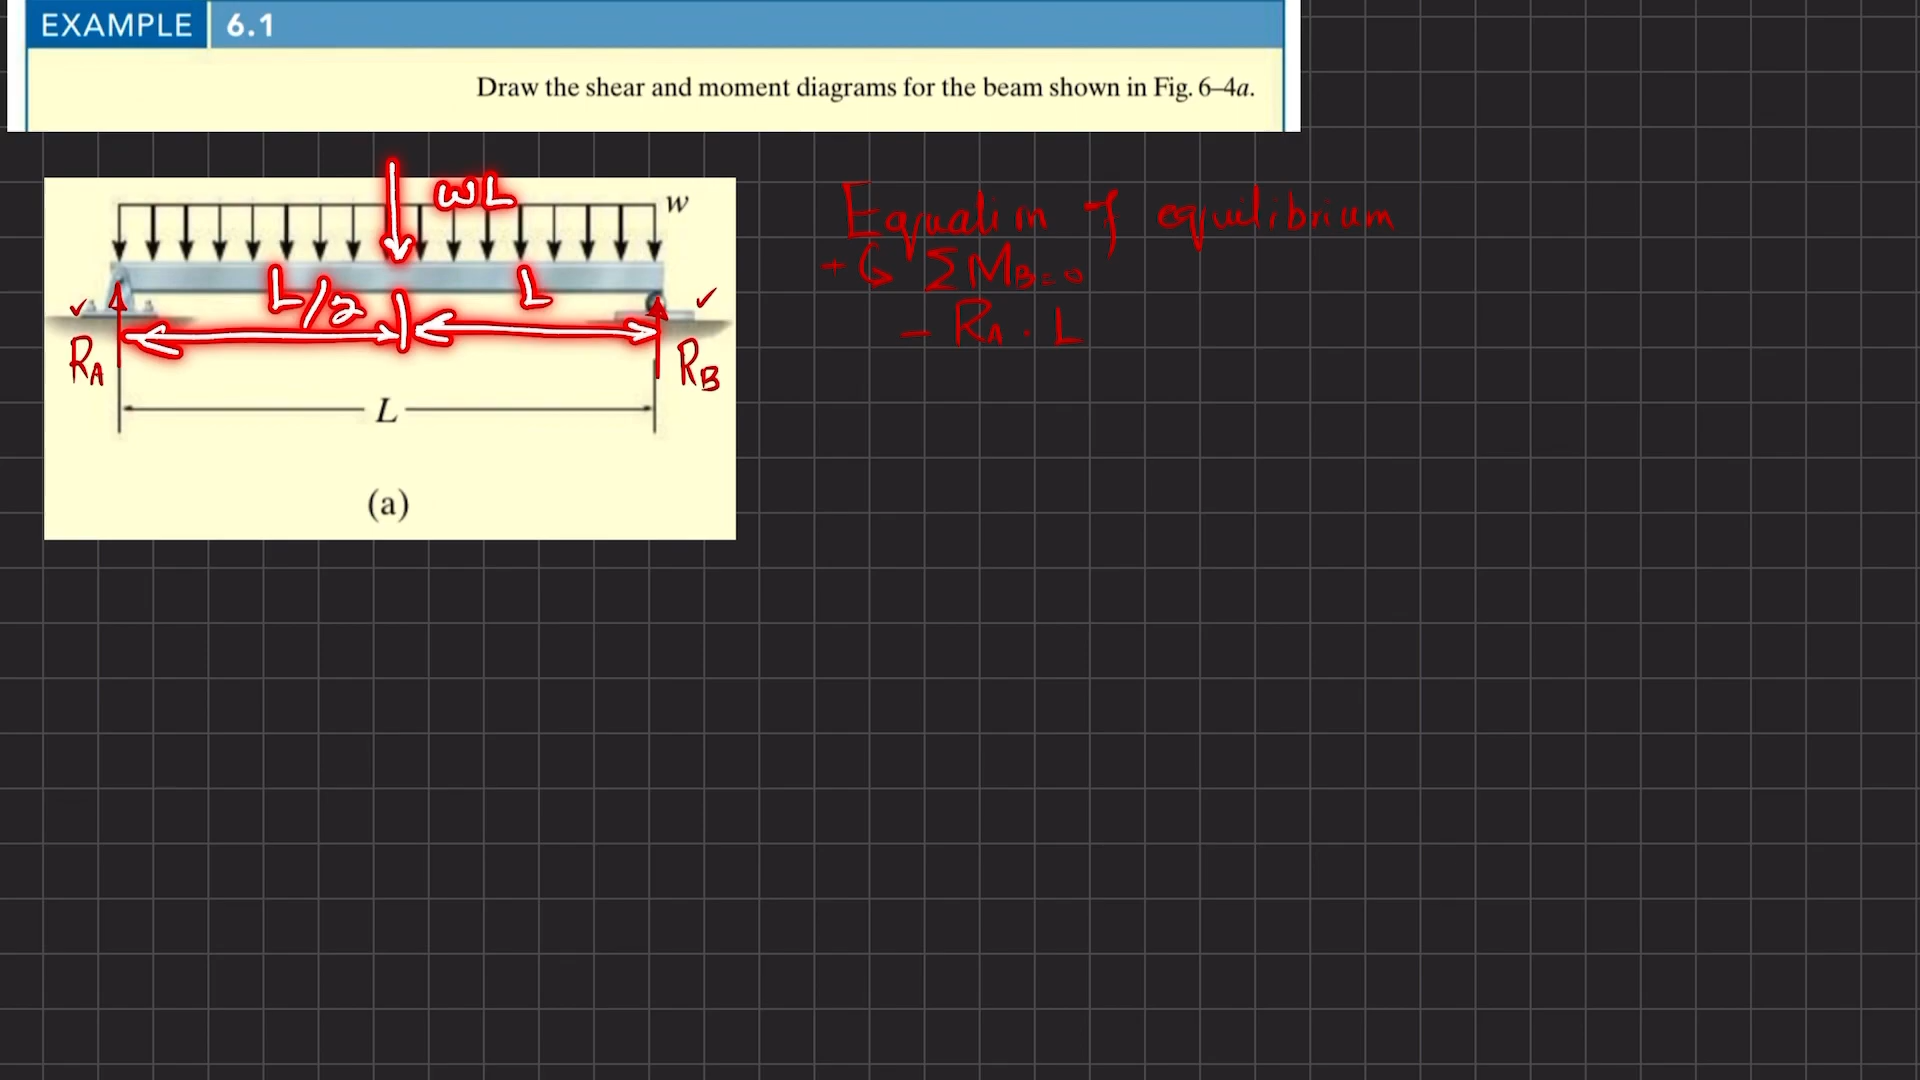 EXAMPLE 6.1
Draw the shear and moment diagrams for the beam shown in Fig. 6–4a.
wL
w
L/2
L
RA
RB
L
(a)
Equation of equilibrium
+ ↺ ΣMB=0
- RA · L